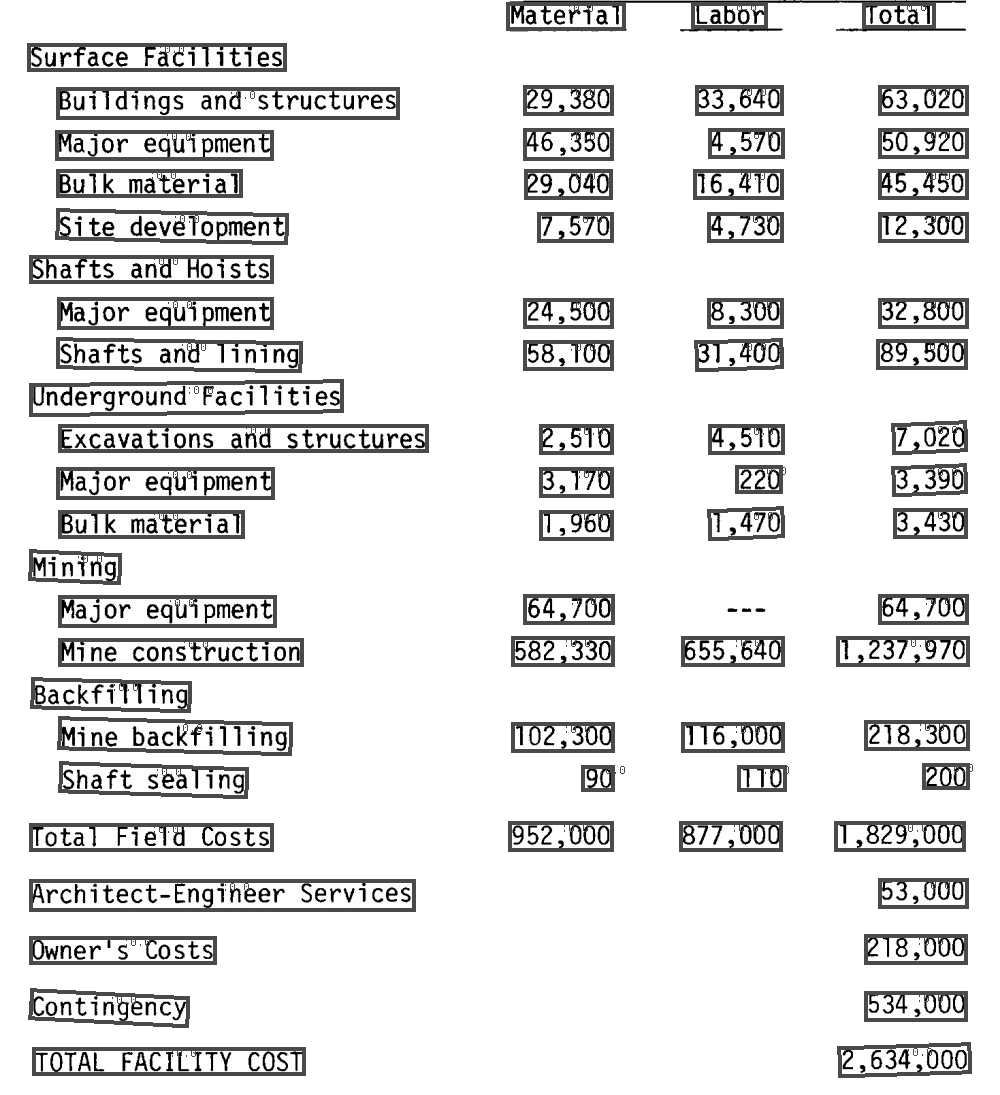 Material Labor Total
Surface Facilities
Buildings and structures 29,380 33,640 63,020
Major equipment 46,350 4,570 50,920
Bulk material 29,040 16,410 45,450
Site development 7,570 4,730 12,300
Shafts and Hoists
Major equipment 24,500 8,300 32,800
Shafts and lining 58,100 31,400 89,500
Underground Facilities
Excavations and structures 2,510 4,510 7,020
Major equipment 3,170 220 3,390
Bulk material 1,960 1,470 3,430
Mining
Major equipment 64,700 --- 64,700
Mine construction 582,330 655,640 1,237,970
Backfilling
Mine backfilling 102,300 116,000 218,300
Shaft sealing 90 110 200
Total Field Costs 952,000 877,000 1,829,000
Architect-Engineer Services 53,000
Owner's Costs 218,000
Contingency 534,000
TOTAL FACILITY COST 2,634,000